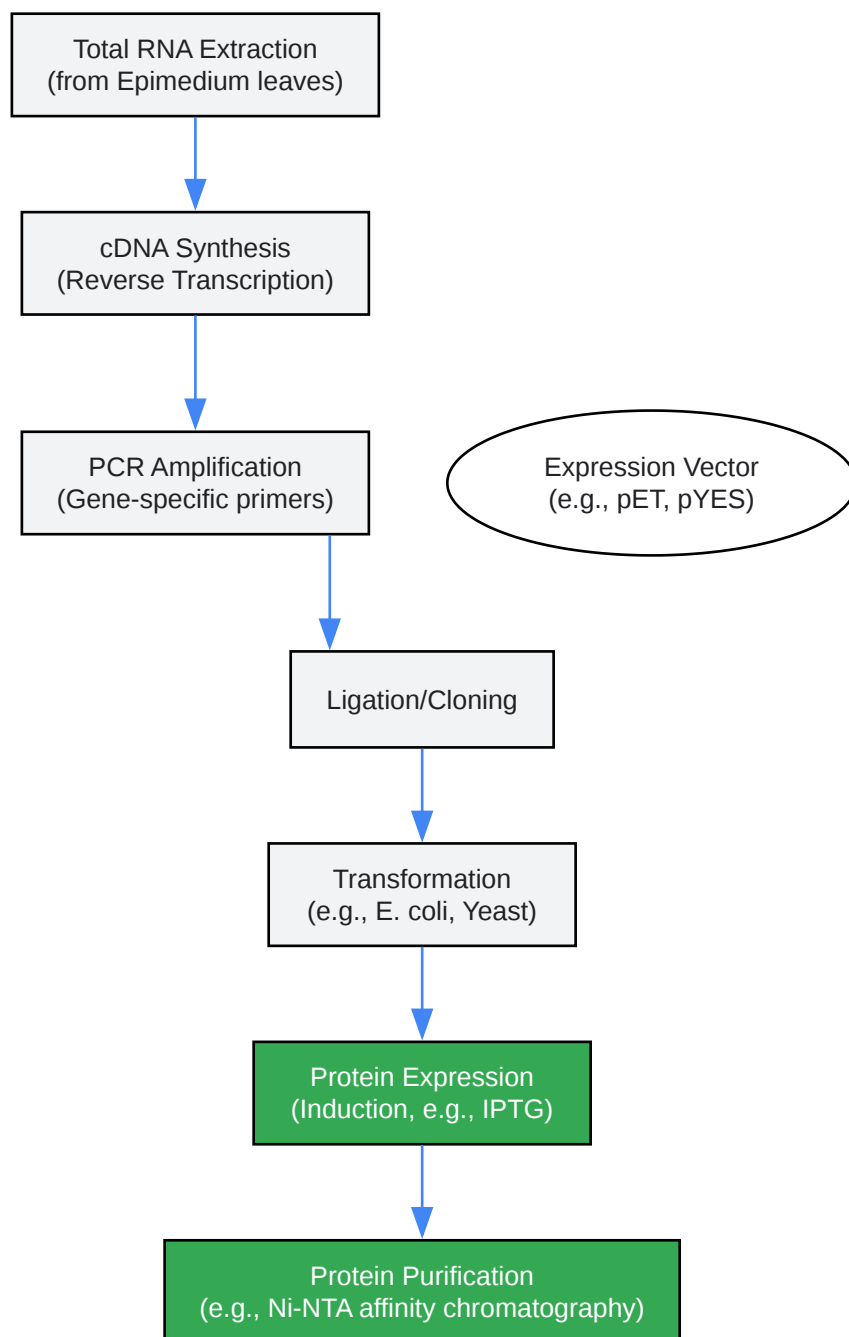 Total RNA Extraction
(from Epimedium leaves)
cDNA Synthesis
(Reverse Transcription)
PCR Amplification
(Gene-specific primers)
Expression Vector
(e.g., pET, pYES)
Ligation/Cloning
Transformation
(e.g., E. coli, Yeast)
Protein Expression
(Induction, e.g., IPTG)
Protein Purification
(e.g., Ni-NTA affinity chromatography)